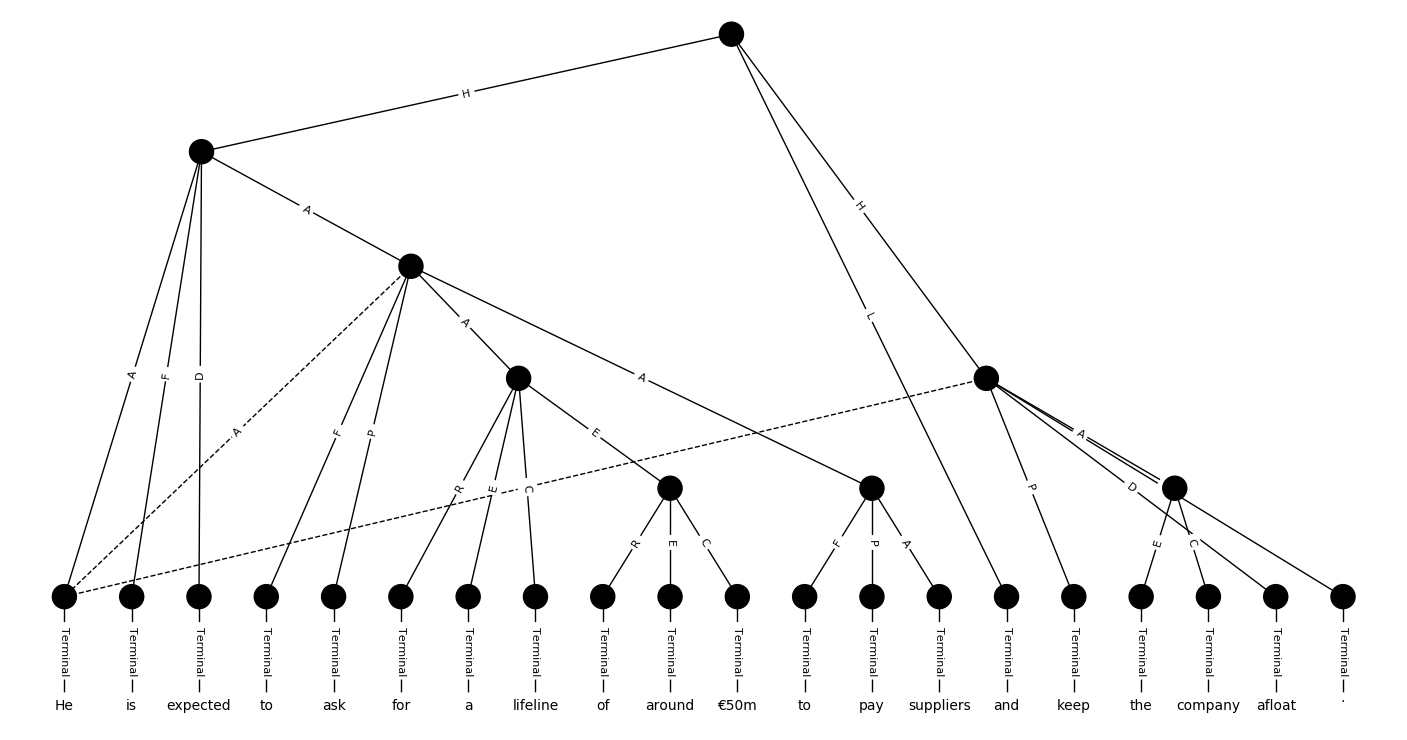 H
A
H
L
A
A
A F D
A
F P
E
A
R E C
P D
R E C
F P A
E C
Terminal Terminal Terminal Terminal Terminal Terminal Terminal Terminal Terminal Terminal Terminal Terminal Terminal Terminal Terminal Terminal Terminal Terminal Terminal Terminal
He is expected to ask for a lifeline of around €50m to pay suppliers and keep the company afloat .